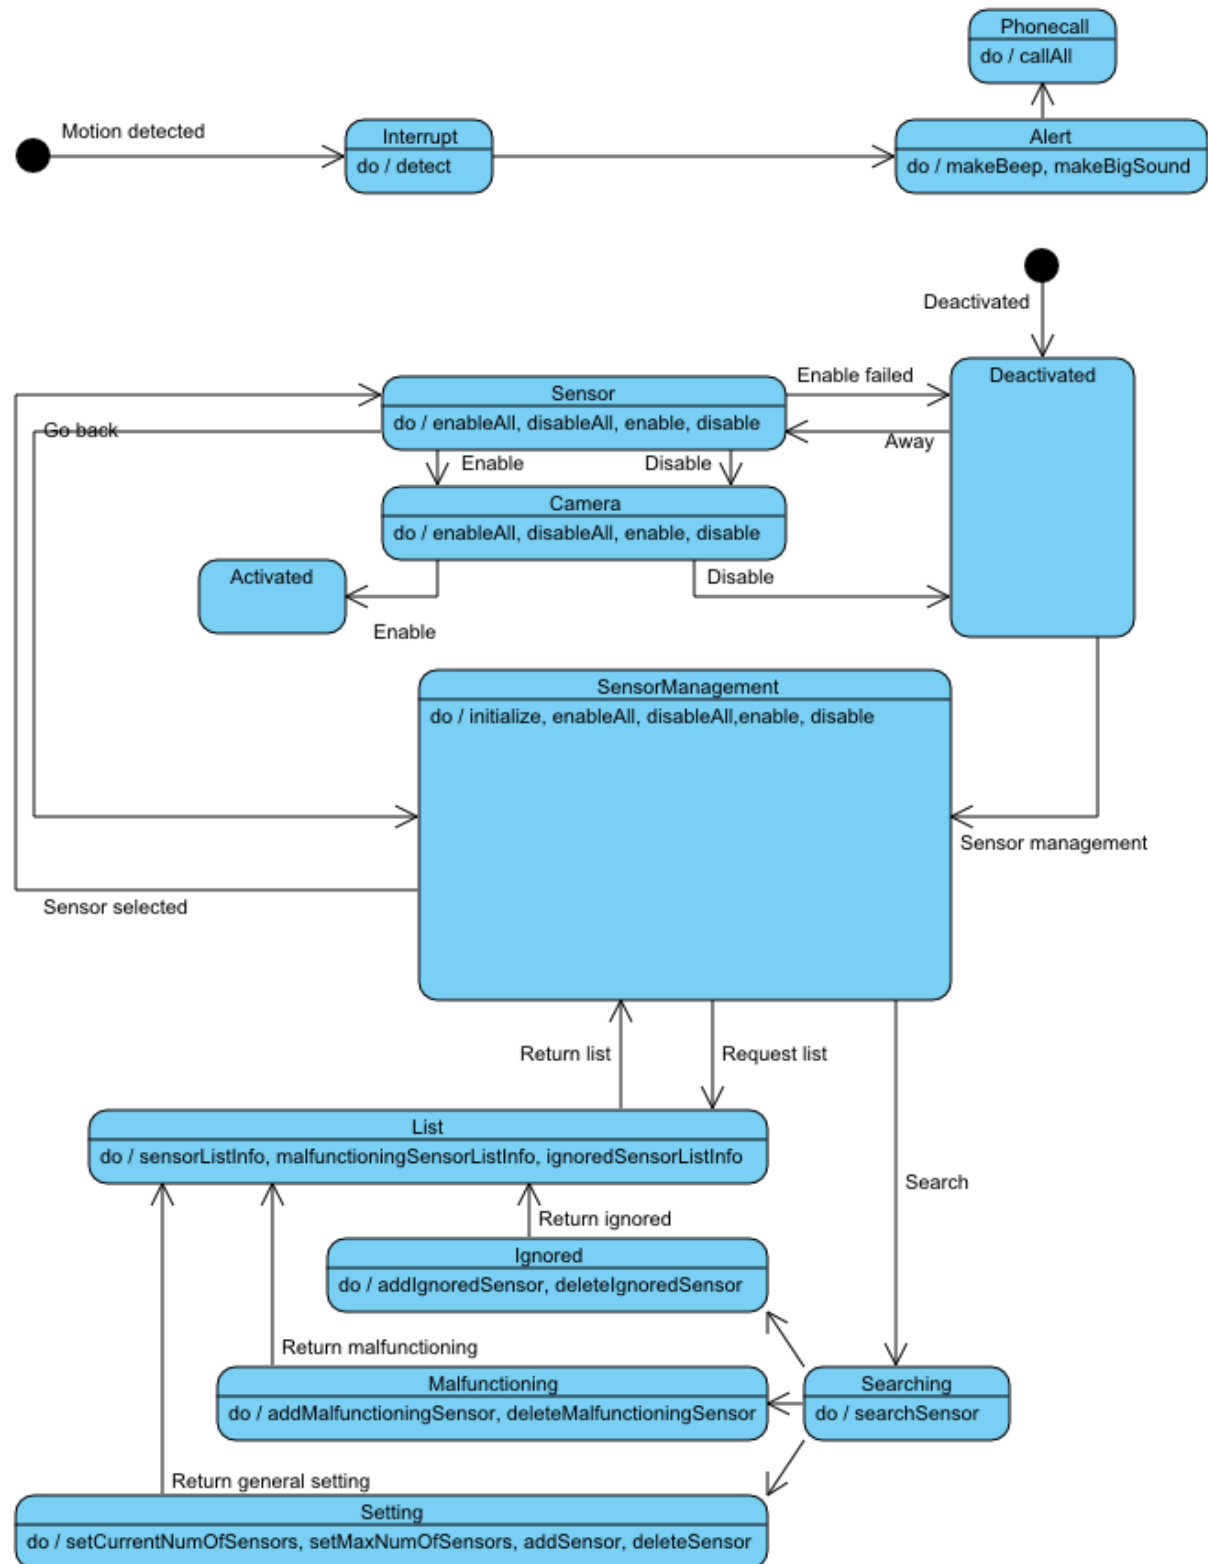 Phonecall
do / callAll
Motion detected
Interrupt
do / detect
Alert
do / makeBeep, makeBigSound
Deactivated
Deactivated
Enable failed
Sensor
do / enableAll, disableAll, enable, disable
Go back
Away
Enable
Disable
Camera
do / enableAll, disableAll, enable, disable
Activated
Disable
Enable
SensorManagement
do / initialize, enableAll, disableAll,enable, disable
Sensor management
Sensor selected
Return list
Request list
List
do / sensorListInfo, malfunctioningSensorListInfo, ignoredSensorListInfo
Search
Return ignored
Ignored
do / addIgnoredSensor, deleteIgnoredSensor
Return malfunctioning
Malfunctioning
do / addMalfunctioningSensor, deleteMalfunctioningSensor
Searching
do / searchSensor
Return general setting
Setting
do / setCurrentNumOfSensors, setMaxNumOfSensors, addSensor, deleteSensor